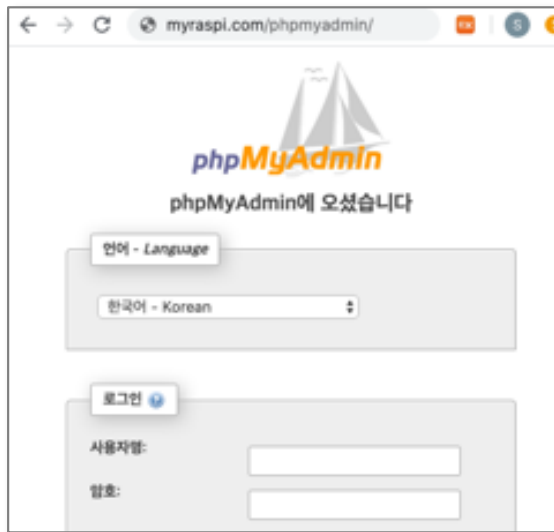 myraspi.com/phpmyadmin/
S
phpMyAdmin
phpMyAdmin에 오셨습니다
언어 - Language
한국어 - Korean
로그인
사용자명:
암호: